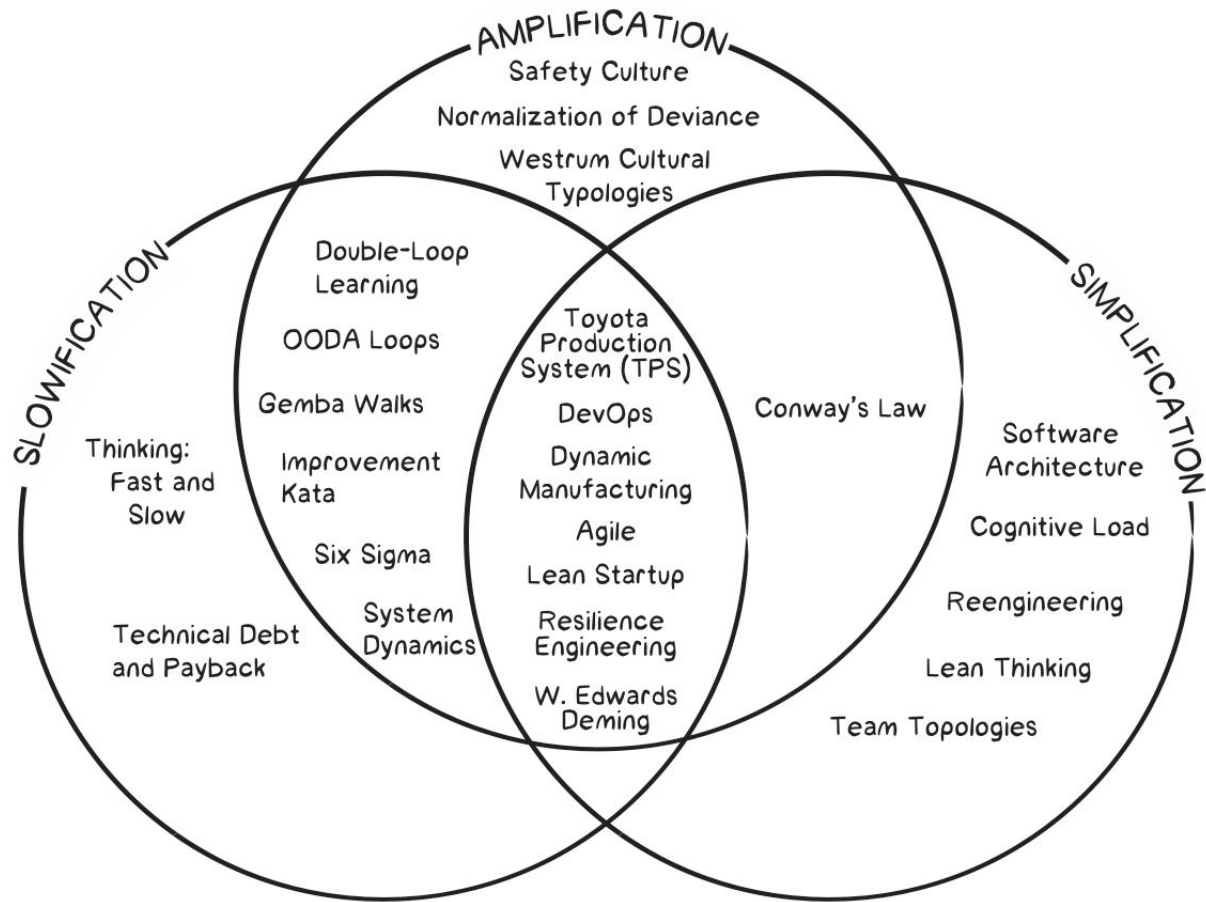 AMPLIFICATION
Safety Culture
Normalization of Deviance
Westrum Cultural
Typologies
SLOWIFICATION
Thinking:
Fast and
Slow
Technical Debt
and Payback
Double-Loop
Learning
OODA Loops
Gemba Walks
Improvement
Kata
Six Sigma
System
Dynamics
Toyota
Production
System (TPS)
DevOps
Dynamic
Manufacturing
Agile
Lean Startup
Resilience
Engineering
W. Edwards
Deming
Conway's Law
SIMPLIFICATION
Software
Architecture
Cognitive Load
Reengineering
Lean Thinking
Team Topologies